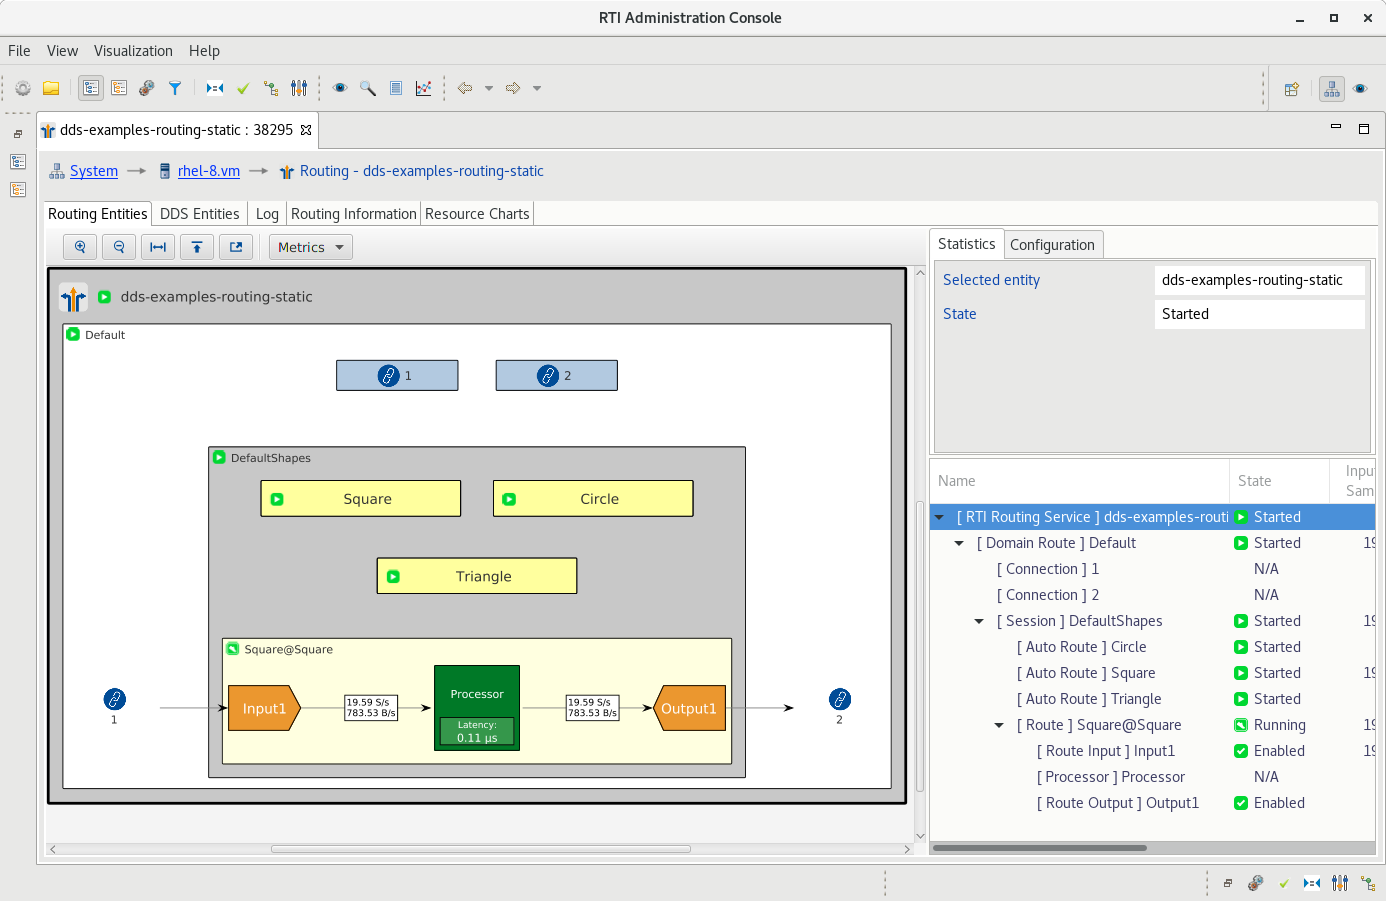 RTI Administration Console
File View Visualization Help
dds-examples-routing-static : 38295
System rhel-8.vm Routing - dds-examples-routing-static
Routing Entities DDS Entities Log Routing Information Resource Charts
Metrics
dds-examples-routing-static
Default
1 2
DefaultShapes
Square Circle
Triangle
Square@Square
1
Input1
19.59 S/s
783.53 B/s
Processor
Latency:
0.11 µs
19.59 S/s
783.53 B/s
Output1
2
Statistics Configuration
Selected entity dds-examples-routing-static
State Started
Name State Inpu
Sam
[ RTI Routing Service ] dds-examples-routi Started
[ Domain Route ] Default Started 19
[ Connection ] 1 N/A
[ Connection ] 2 N/A
[ Session ] DefaultShapes Started 19
[ Auto Route ] Circle Started
[ Auto Route ] Square Started 19
[ Auto Route ] Triangle Started
[ Route ] Square@Square Running 19
[ Route Input ] Input1 Enabled 19
[ Processor ] Processor N/A
[ Route Output ] Output1 Enabled